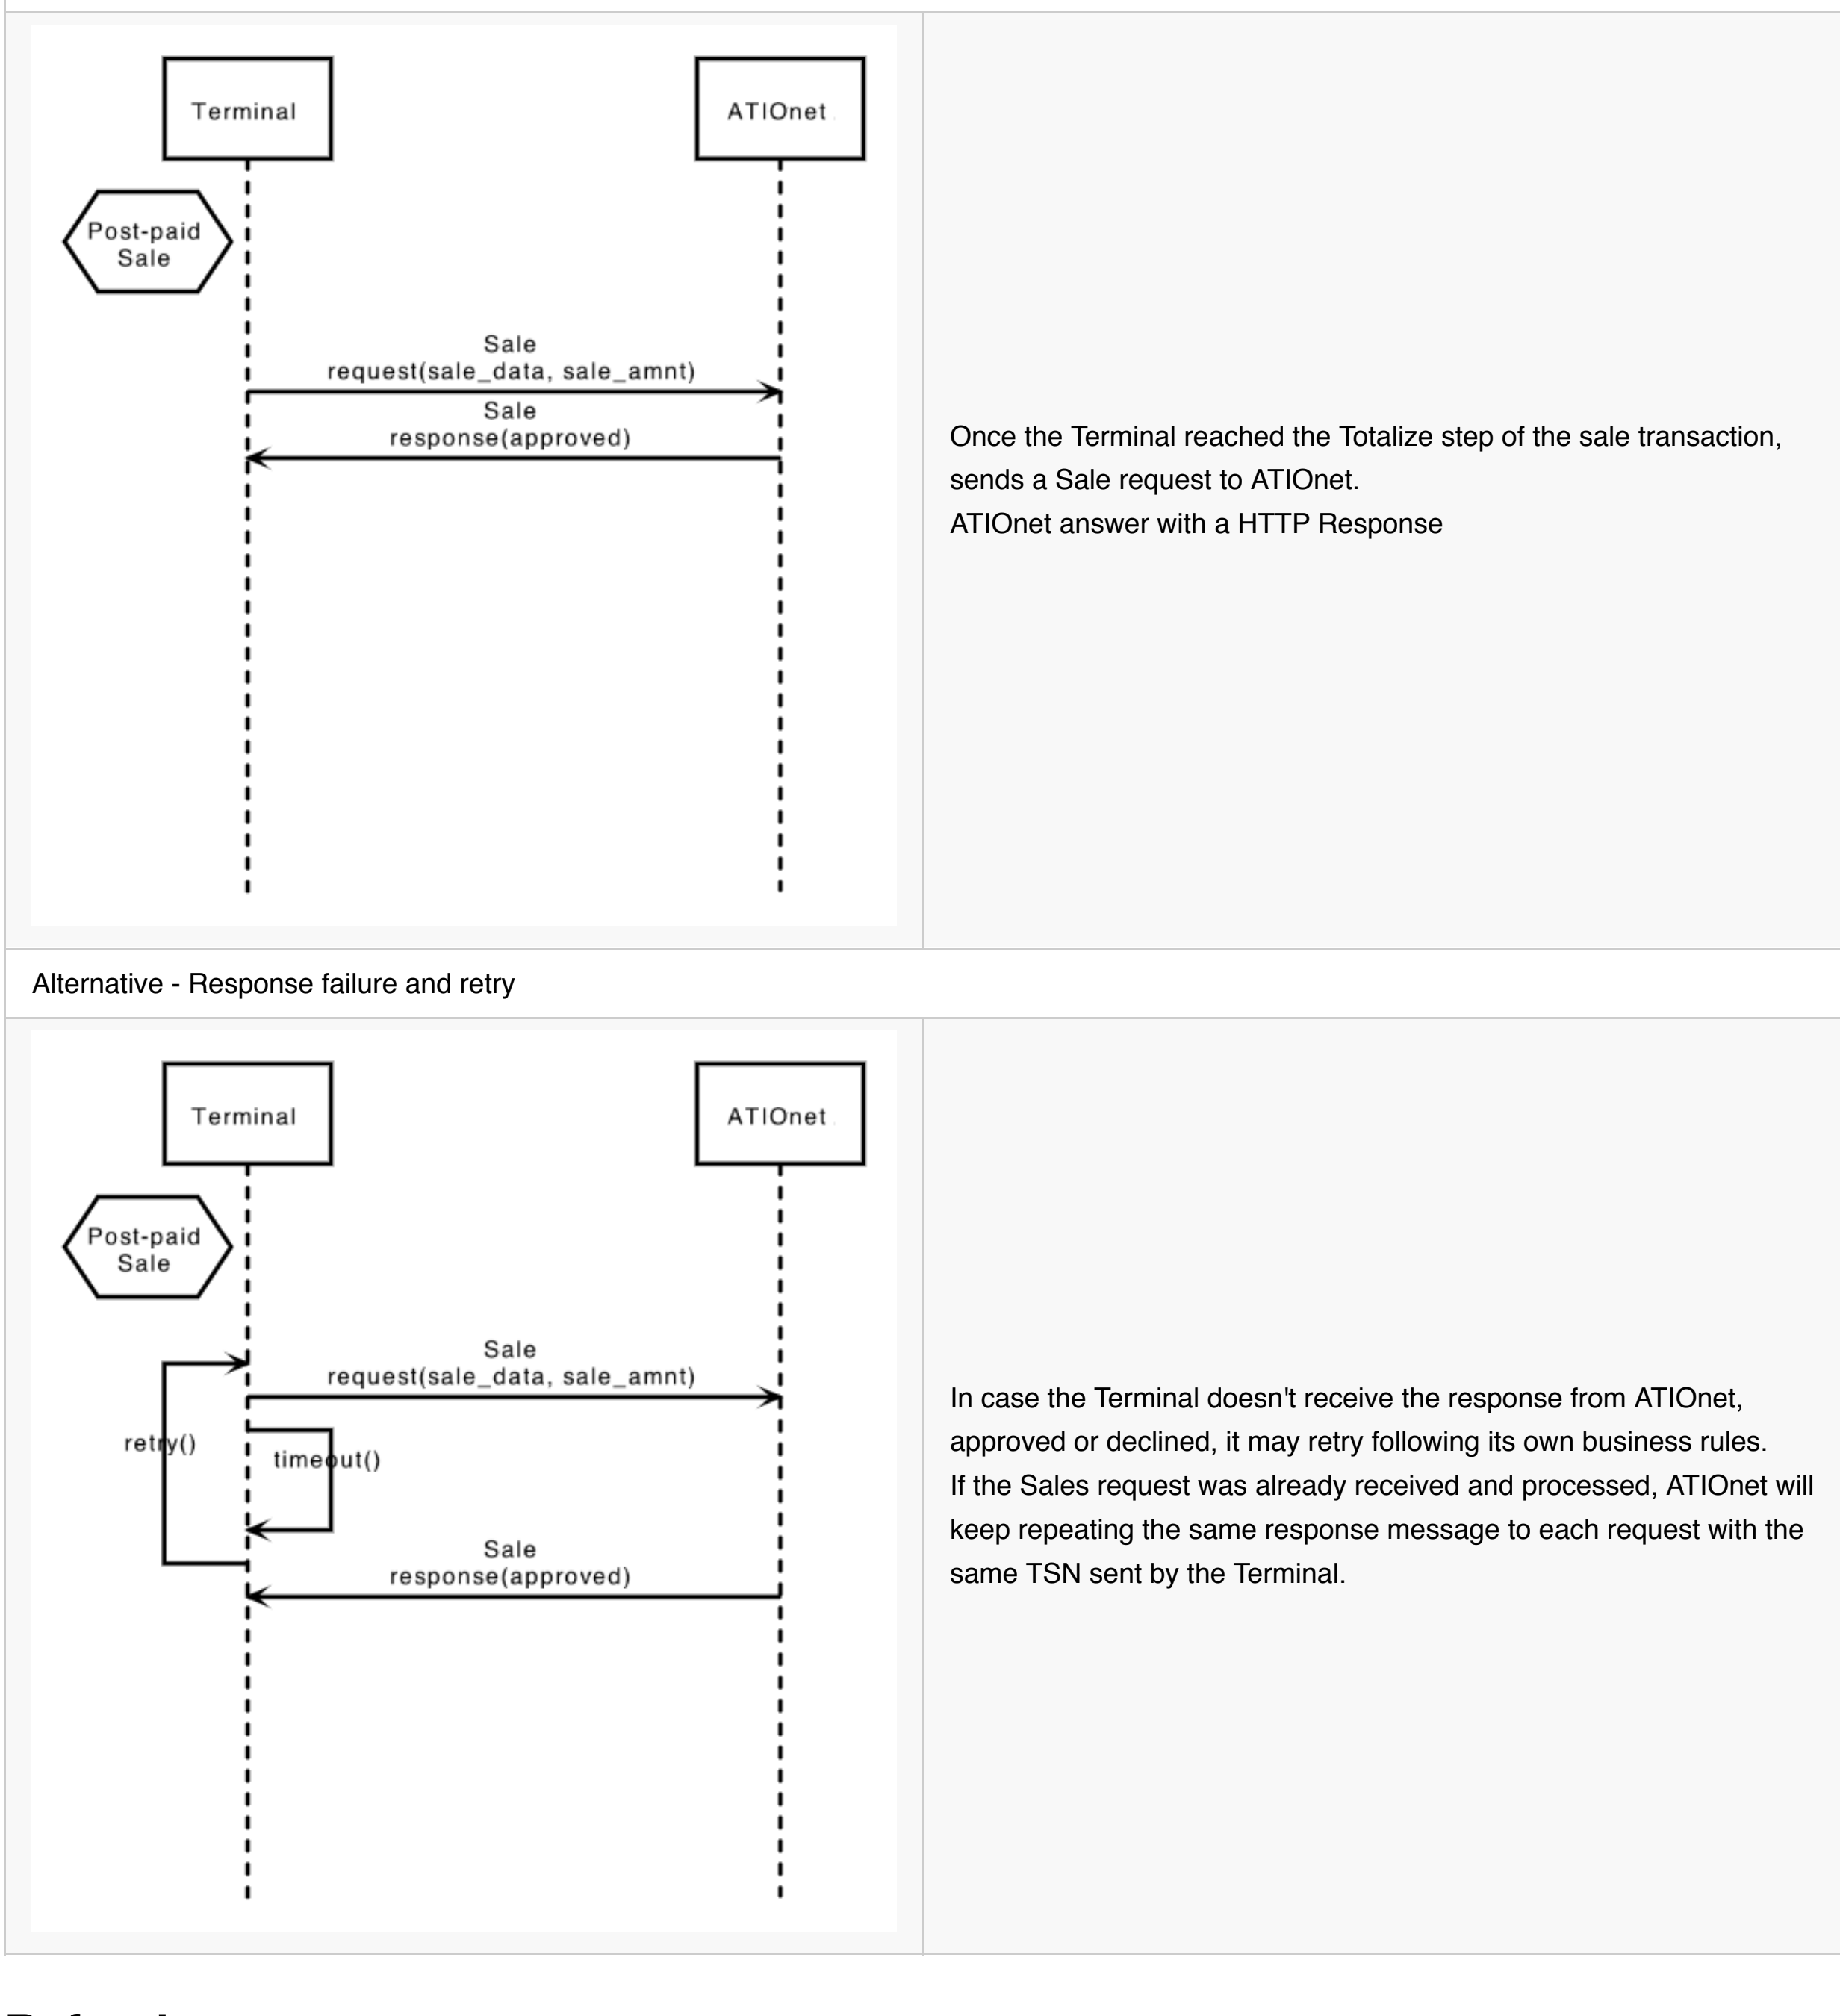 Terminal
ATIOnet
Post-paid
Sale
Sale
request(sale_data, sale_amnt)
Sale
response(approved)
Once the Terminal reached the Totalize step of the sale transaction,
sends a Sale request to ATIOnet.
ATIOnet answer with a HTTP Response
Alternative - Response failure and retry
Terminal
ATIOnet
Post-paid
Sale
Sale
request(sale_data, sale_amnt)
retry()
timeout()
Sale
response(approved)
In case the Terminal doesn't receive the response from ATIOnet,
approved or declined, it may retry following its own business rules.
If the Sales request was already received and processed, ATIOnet will
keep repeating the same response message to each request with the
same TSN sent by the Terminal.